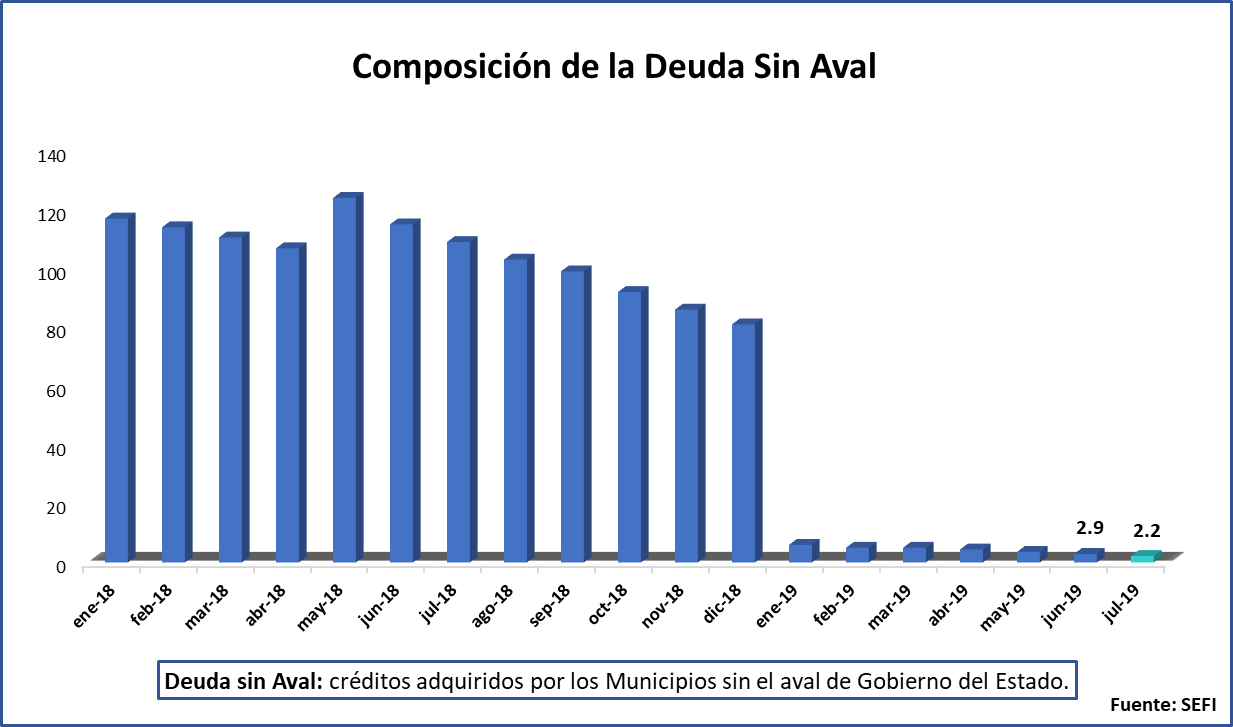 Composición de la Deuda Sin Aval
140
120
100
80
60
40
20
0
2.9
2.2
ene-18
feb-18
mar-18
abr-18
may-18
jun-18
jul-18
ago-18
sep-18
oct-18
nov-18
dic-18
ene-19
feb-19
mar-19
abr-19
may-19
jun-19
jul-19
Deuda sin Aval: créditos adquiridos por los Municipios sin el aval de Gobierno del Estado.
Fuente: SEFI